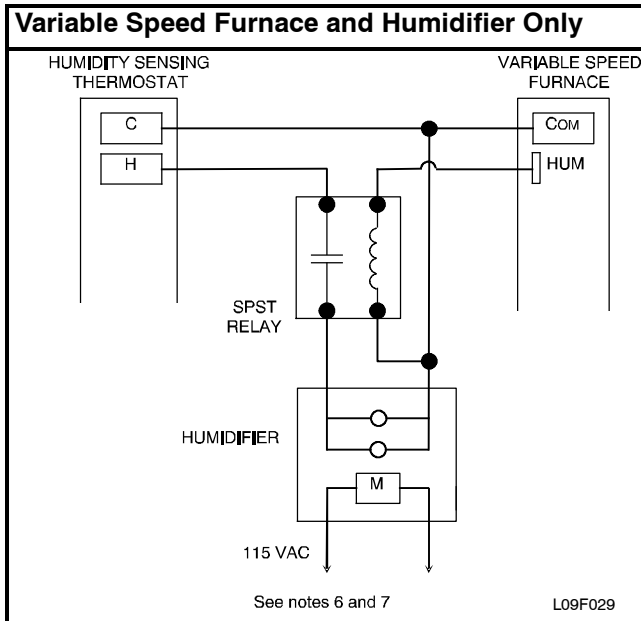 Variable Speed Furnace and Humidifier Only
HUMIDITY SENSING
THERMOSTAT
VARIABLE SPEED
FURNACE
C
COM
H
HUM
SPST
RELAY
HUMIDIFIER
M
115 VAC
See notes 6 and 7
L09F029